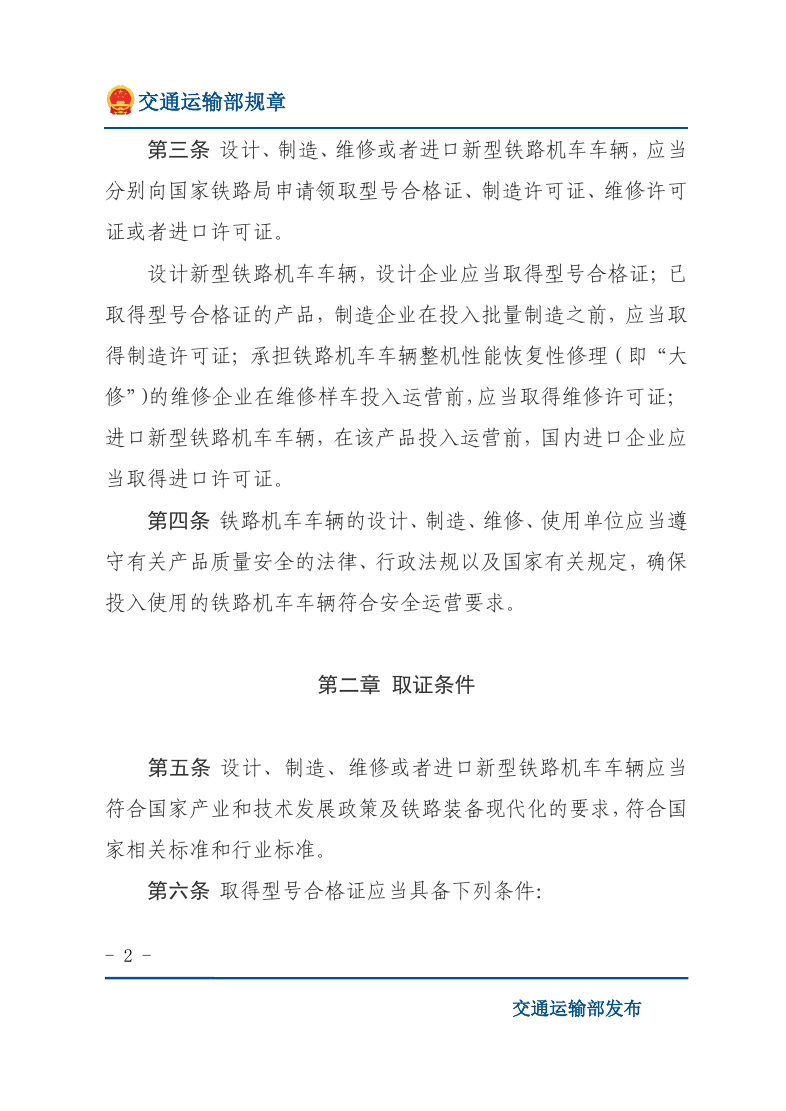 交通运输部规章
第三条 设计、制造、维修或者进口新型铁路机车车辆，应当
分别向国家铁路局申请领取型号合格证、制造许可证、维修许可
证或者进口许可证。
设计新型铁路机车车辆，设计企业应当取得型号合格证；已
取得型号合格证的产品，制造企业在投入批量制造之前，应当取
得制造许可证；承担铁路机车车辆整机性能恢复性修理（即“大
修”）的维修企业在维修样车投入运营前，应当取得维修许可证；
进口新型铁路机车车辆，在该产品投入运营前，国内进口企业应
当取得进口许可证。
第四条 铁路机车车辆的设计、制造、维修、使用单位应当遵
守有关产品质量安全的法律、行政法规以及国家有关规定，确保
投入使用的铁路机车车辆符合安全运营要求。
第二章 取证条件
第五条 设计、制造、维修或者进口新型铁路机车车辆应当
符合国家产业和技术发展政策及铁路装备现代化的要求，符合国
家相关标准和行业标准。
第六条 取得型号合格证应当具备下列条件：
- 2 -
交通运输部发布